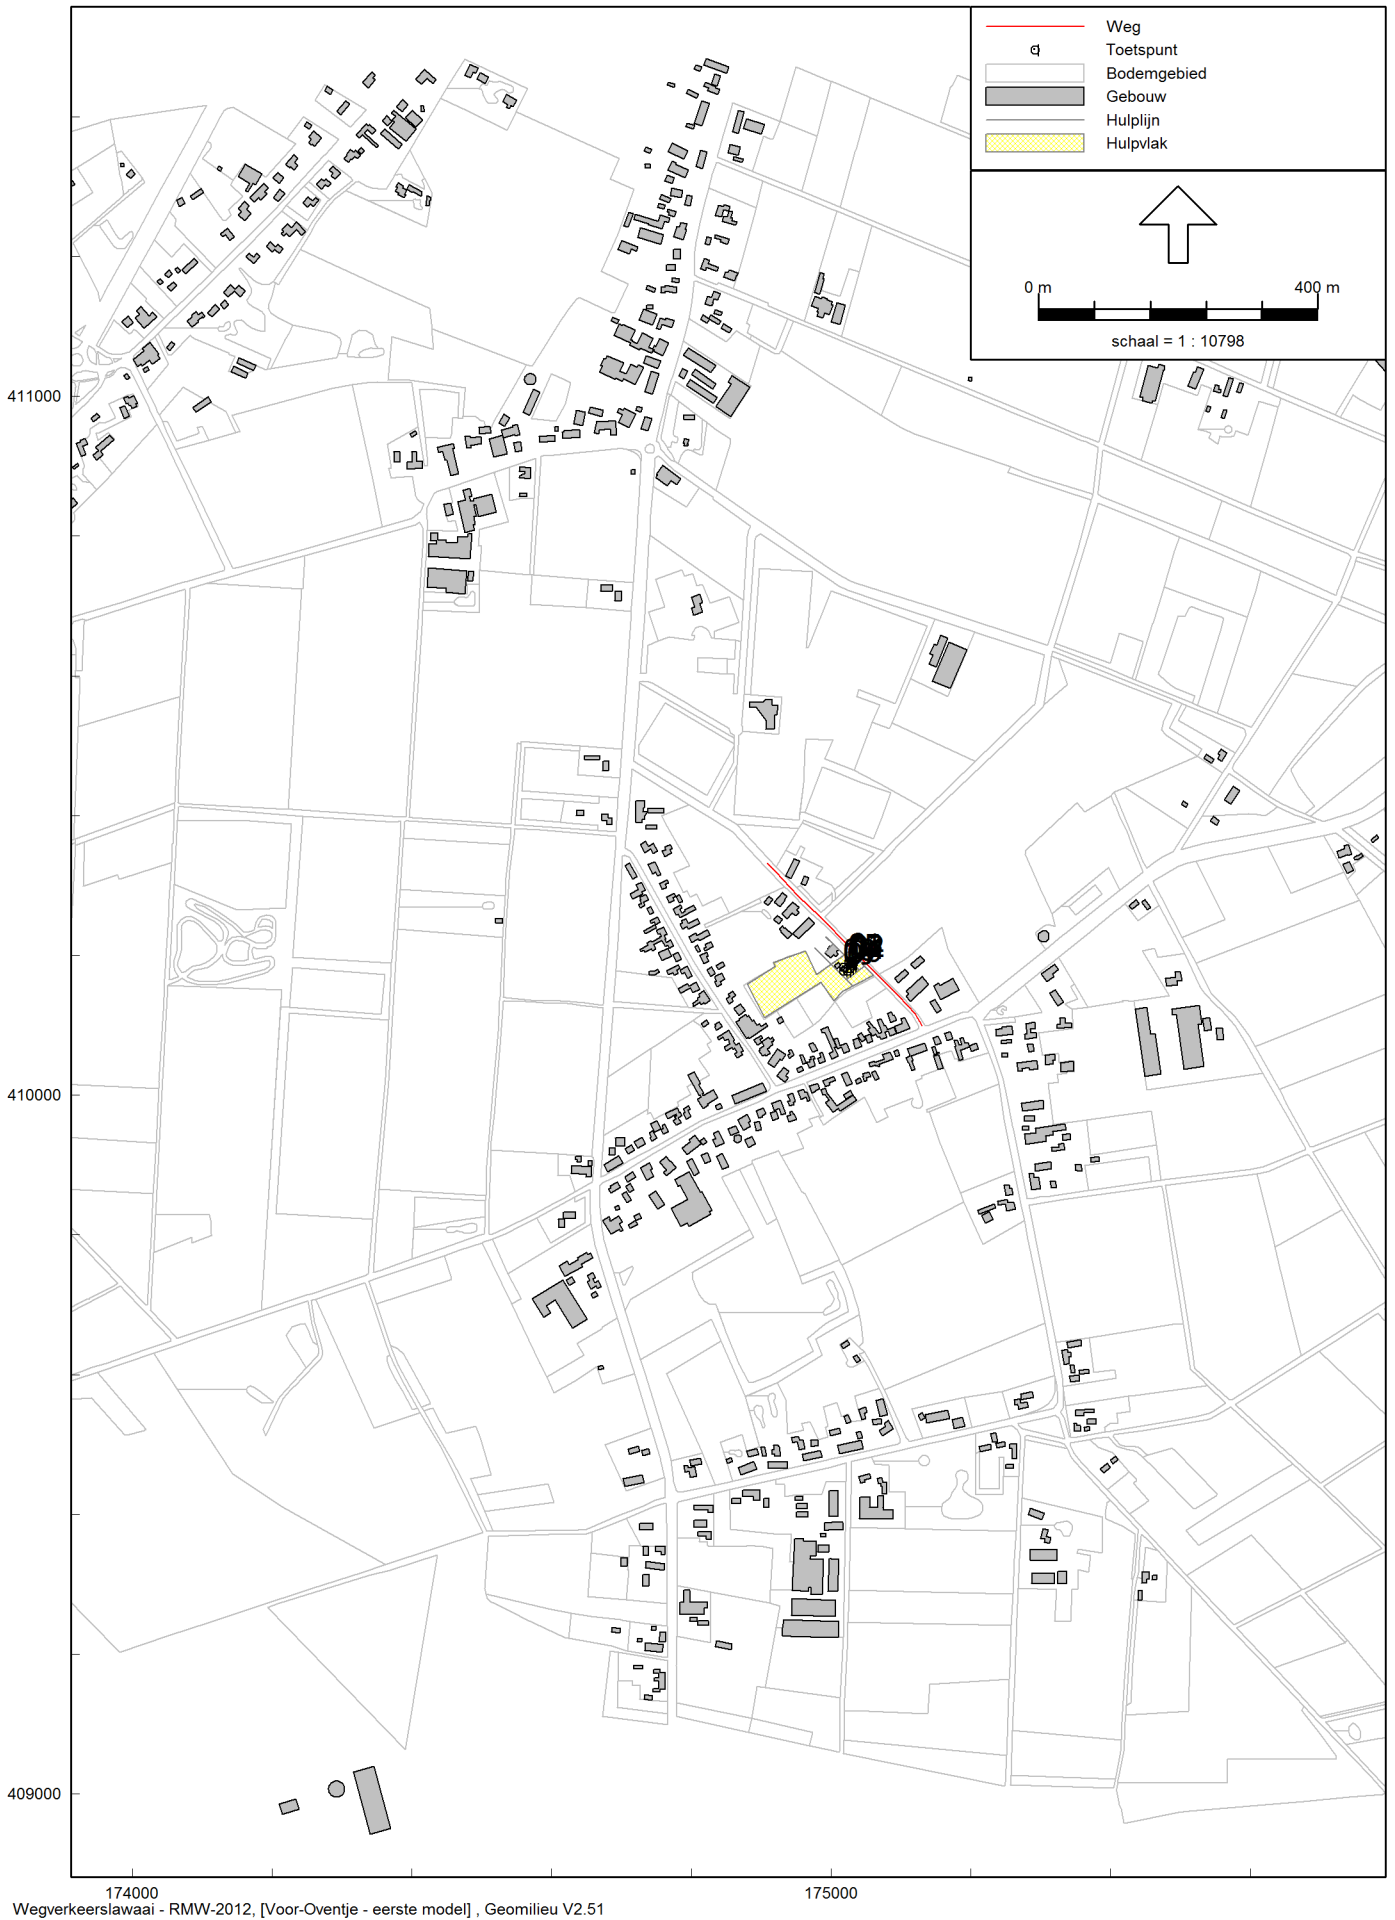 Weg
Toetspunt
Bodemgebied
Gebouw
Hulplijn
Hulpvlak
0 m 400 m
schaal = 1 : 10798
411000
410000
409000
174000 175000
Wegverkeerslawaai - RMW-2012, [Voor-Oventje - eerste model] , Geomilieu V2.51